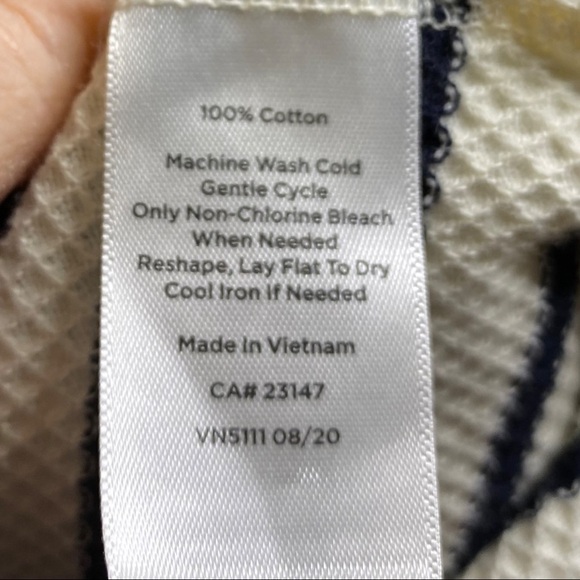 100% Cotton
Machine Wash Cold
Gentle Cycle
Only Non-Chlorine Bleach
When Needed
Reshape, Lay Flat To Dry
Cool Iron If Needed
Made In Vietnam
CA# 23147
VN5111 08/20